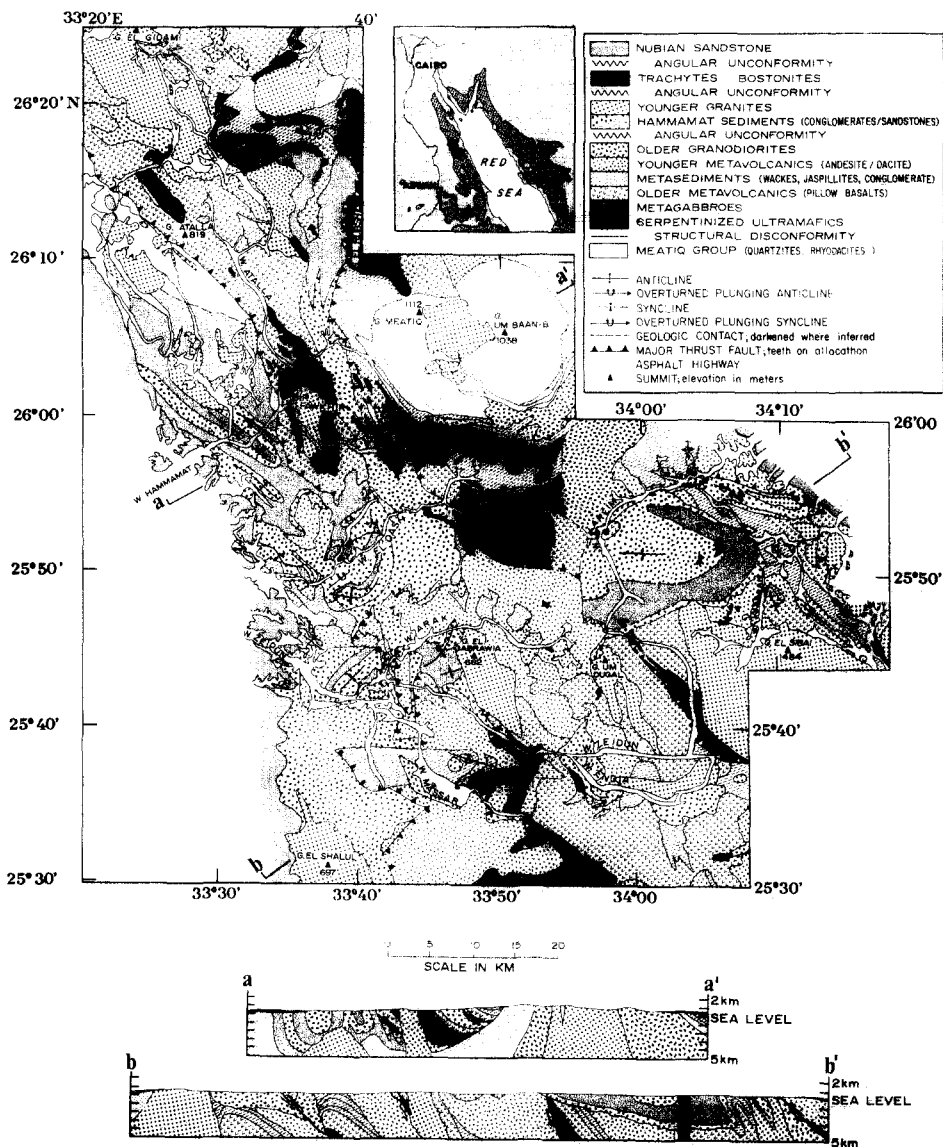 33°20'E
40'
G. EL GIDAMI
26°20' N
26°10'
26°00'
25°50'
25°40'
25°30'
CAIRO
RED
SEA
NUBIAN SANDSTONE
ANGULAR UNCONFORMITY
TRACHYTES BOSTONITES
ANGULAR UNCONFORMITY
YOUNGER GRANITES
HAMMAMAT SEDIMENTS (CONGLOMERATES/SANDSTONES)
ANGULAR UNCONFORMITY
OLDER GRANODIORITES
YOUNGER METAVOLCANICS (ANDESITE/DACITE)
METASEDIMENTS (WACKES, JASPILLITES, CONGLOMERATE)
OLDER METAVOLCANICS (PILLOW BASALTS)
METAGABBROES
SERPENTINIZED ULTRAMAFICS
STRUCTURAL DISCONFORMITY
MEATIQ GROUP (QUARTZITES, RHYODACITES)
ANTICLINE
OVERTURNED PLUNGING ANTICLINE
SYNCLINE
OVERTURNED PLUNGING SYNCLINE
GEOLOGIC CONTACT; darkened where inferred
MAJOR THRUST FAULT; teeth on allocathon
ASPHALT HIGHWAY
SUMMIT; elevation in meters
G. ATALLA
819
W. ATALLA
1112
G. MEATIQ
G. UM BAAN-B
1038
a'
34°00'
34°10'
26°00'
b'
W HAMMAMAT
a
25°50'
G. EL SIBAI
G. UM
25°40'
b
G. EL SHALUL
697
25°30'
33°30'
33°40'
33°50'
34°00'
0 5 10 15 20
SCALE IN KM
a
a'
2km
SEA LEVEL
5km
b
b'
2km
SEA LEVEL
5km